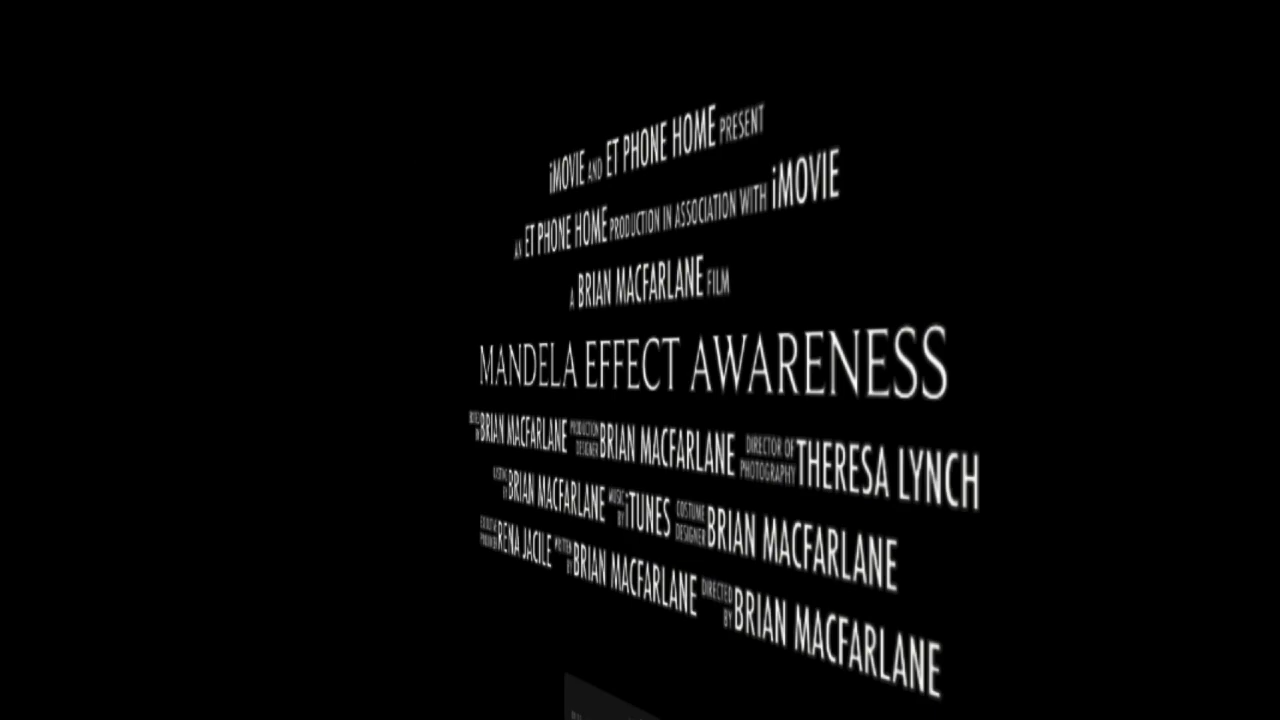 iMOVIE AND ET PHONE HOME PRESENT
AN ET PHONE HOME PRODUCTION IN ASSOCIATION WITH iMOVIE
A BRIAN MACFARLANE FILM
MANDELA EFFECT AWARENESS
BRIAN MACFARLANE PRODUCTION DESIGNER BRIAN MACFARLANE DIRECTOR OF PHOTOGRAPHY THERESA LYNCH
BRIAN MACFARLANE MUSIC BY iTUNES COSTUME DESIGNER BRIAN MACFARLANE
EXECUTIVE PRODUCER RENA JACILE WRITTEN BY BRIAN MACFARLANE DIRECTED BY BRIAN MACFARLANE